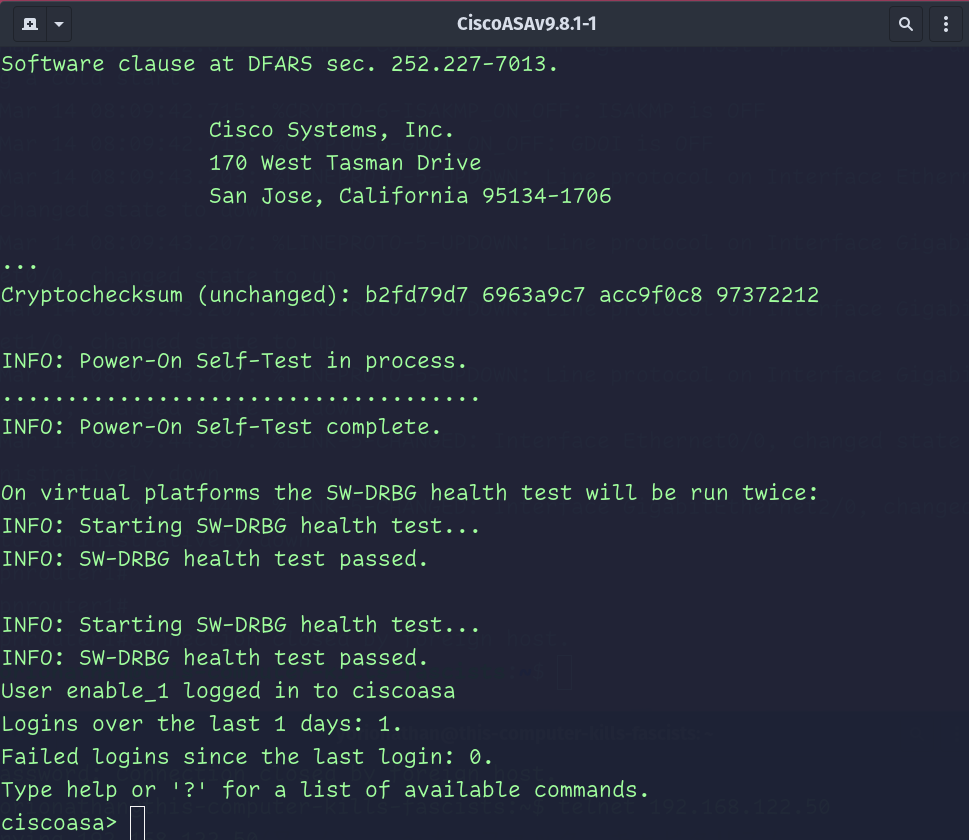 CiscoASAv9.8.1-1
Software clause at DFARS sec. 252.227-7013.
Cisco Systems, Inc.
170 West Tasman Drive
San Jose, California 95134-1706
...
Cryptochecksum (unchanged): b2fd79d7 6963a9c7 acc9f0c8 97372212
INFO: Power-On Self-Test in process.
.....................................
INFO: Power-On Self-Test complete.
On virtual platforms the SW-DRBG health test will be run twice:
INFO: Starting SW-DRBG health test...
INFO: SW-DRBG health test passed.
INFO: Starting SW-DRBG health test...
INFO: SW-DRBG health test passed.
User enable_1 logged in to ciscoasa
Logins over the last 1 days: 1.
Failed logins since the last login: 0.
Type help or '?' for a list of available commands.
ciscoasa>